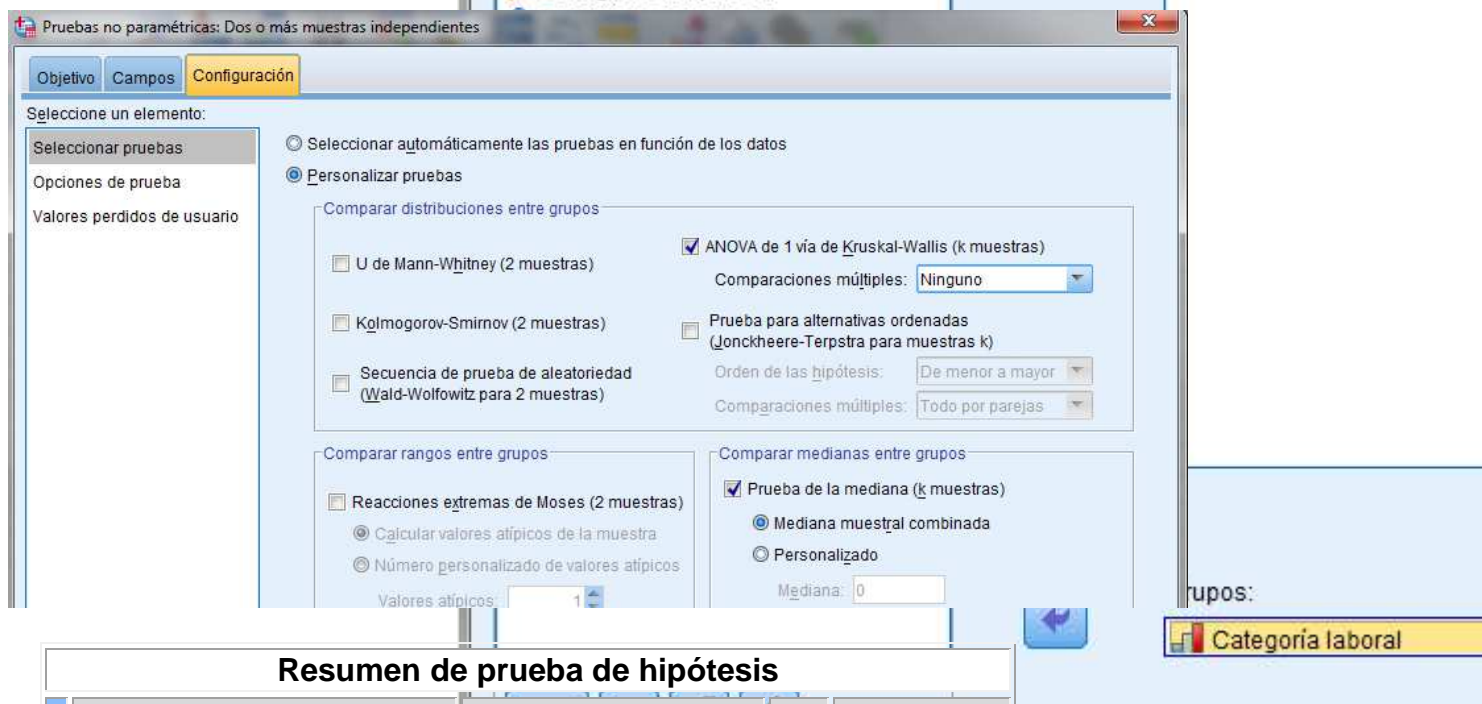 Pruebas no paramétricas: Dos o más muestras independientes
Objetivo Campos Configuración
Seleccione un elemento:
Seleccionar pruebas
Opciones de prueba
Valores perdidos de usuario
Seleccionar automáticamente las pruebas en función de los datos
Personalizar pruebas
Comparar distribuciones entre grupos
U de Mann-Whitney (2 muestras)
ANOVA de 1 vía de Kruskal-Wallis (k muestras)
Comparaciones múltiples: Ninguno
Kolmogorov-Smirnov (2 muestras)
Prueba para alternativas ordenadas
(Jonckheere-Terpstra para muestras k)
Secuencia de prueba de aleatoriedad
(Wald-Wolfowitz para 2 muestras)
Orden de las hipótesis: De menor a mayor
Comparaciones múltiples: Todo por parejas
Comparar rangos entre grupos
Reacciones extremas de Moses (2 muestras)
Calcular valores atípicos de la muestra
Número personalizado de valores atípicos
Valores atípicos: 1
Comparar medianas entre grupos
Prueba de la mediana (k muestras)
Mediana muestral combinada
Personalizado
Mediana: 0
rupos:
Categoría laboral
Resumen de prueba de hipótesis